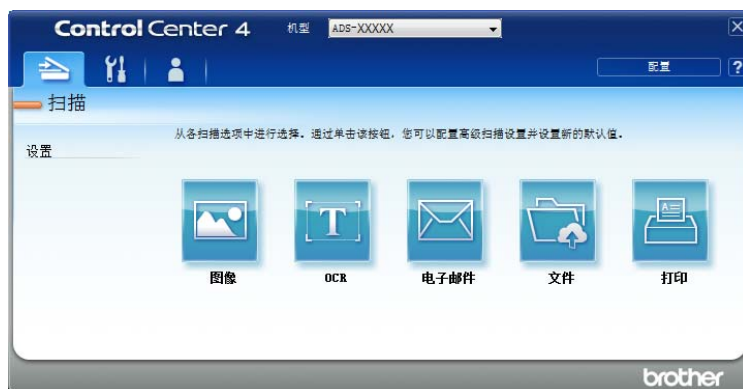 Control Center 4 机型 ADS-XXXXX
配置 ?
扫描
从各扫描选项中进行选择. 通过单击该按钮, 您可以配置高级扫描设置并设置新的默认值.
设置
T A
图像 OCR 电子邮件 文件 打印
brother